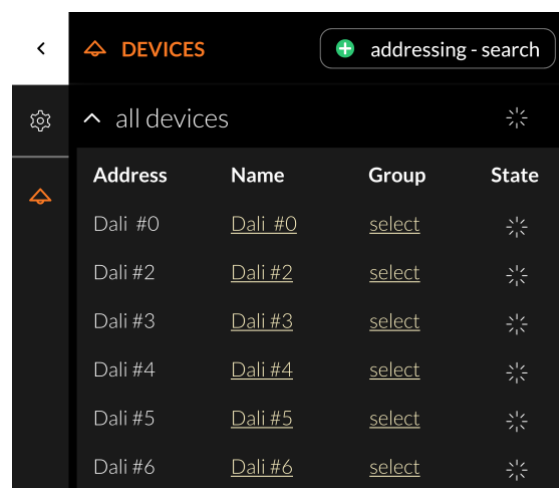 DEVICES addressing - search
all devices
Address Name Group State
Dali #0 Dali #0 select
Dali #2 Dali #2 select
Dali #3 Dali #3 select
Dali #4 Dali #4 select
Dali #5 Dali #5 select
Dali #6 Dali #6 select